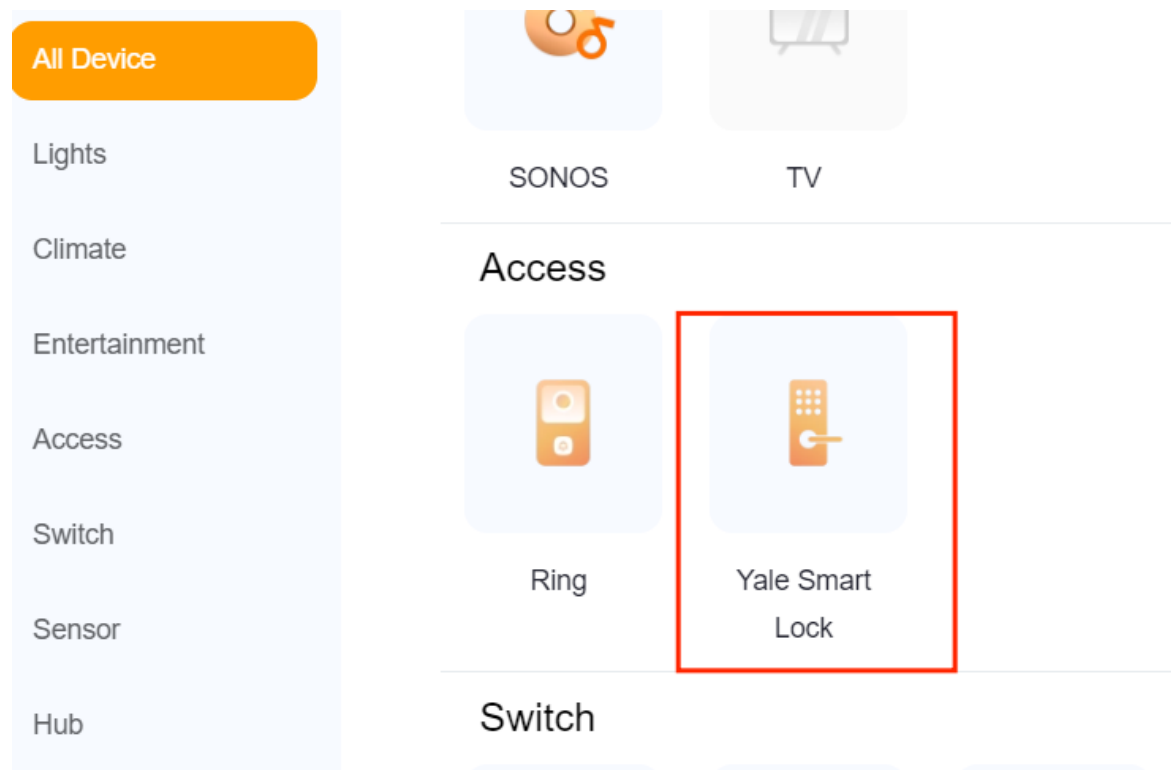 All Device
Lights
Climate
Entertainment
Access
Switch
Sensor
Hub
SONOS
TV
Access
Ring
Yale Smart
Lock
Switch